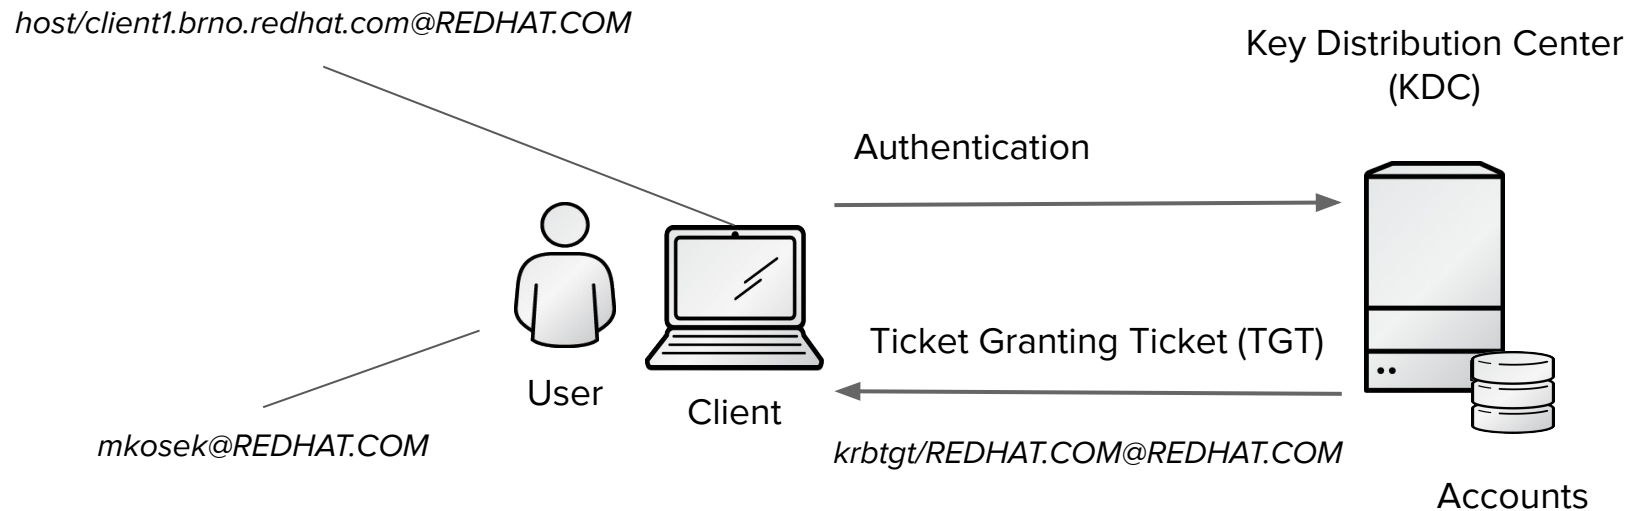 host/client1.brno.redhat.com@REDHAT.COM
Key Distribution Center
(KDC)
Authentication
Ticket Granting Ticket (TGT)
User
Client
mkosek@REDHAT.COM
krbtgt/REDHAT.COM@REDHAT.COM
Accounts